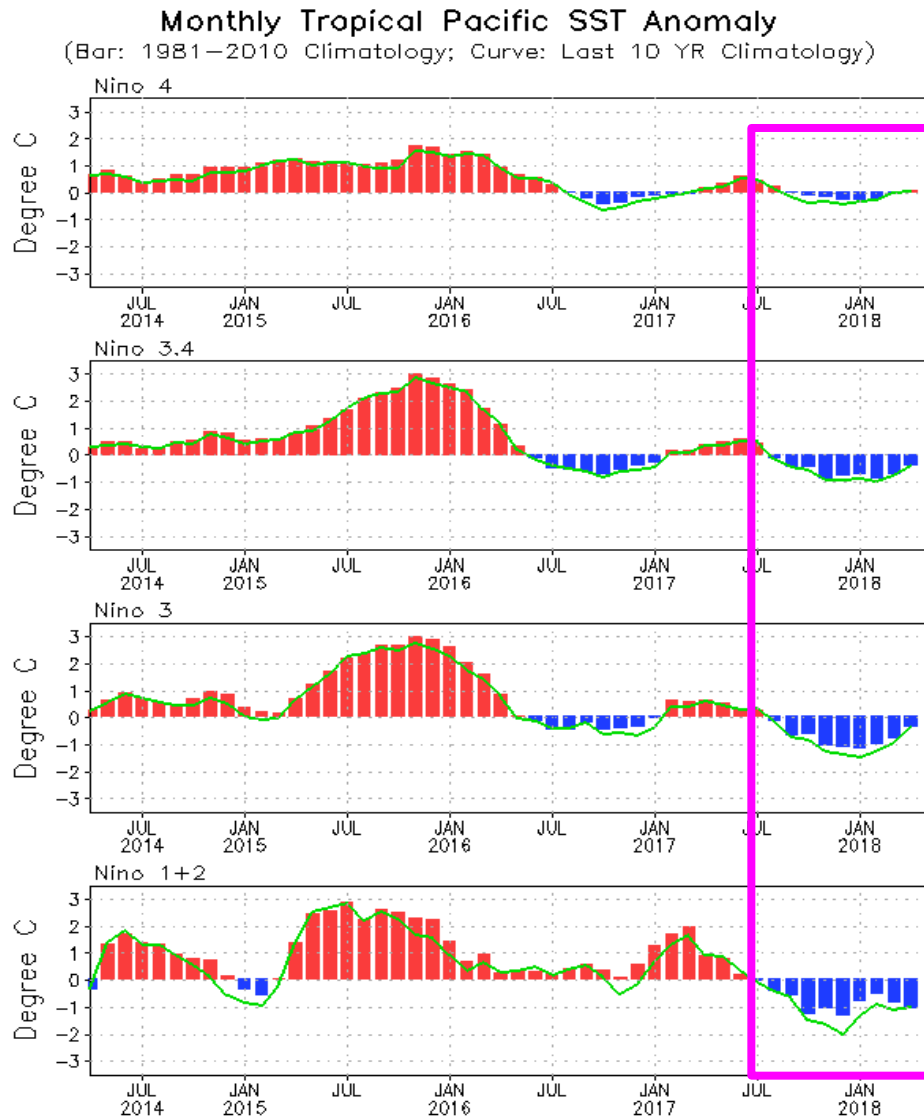 Monthly Tropical Pacific SST Anomaly
(Bar: 1981-2010 Climatology; Curve: Last 10 YR Climatology)
Nino 4
Degree C
3
2
1
0
-1
-2
-3
JUL JAN JUL JAN JUL JAN JUL JAN
2014 2015 2016 2017 2018
Nino 3.4
Degree C
3
2
1
0
-1
-2
-3
JUL JAN JUL JAN JUL JAN JUL JAN
2014 2015 2016 2017 2018
Nino 3
Degree C
3
2
1
0
-1
-2
-3
JUL JAN JUL JAN JUL JAN JUL JAN
2014 2015 2016 2017 2018
Nino 1+2
Degree C
3
2
1
0
-1
-2
-3
JUL JAN JUL JAN JUL JAN JUL JAN
2014 2015 2016 2017 2018